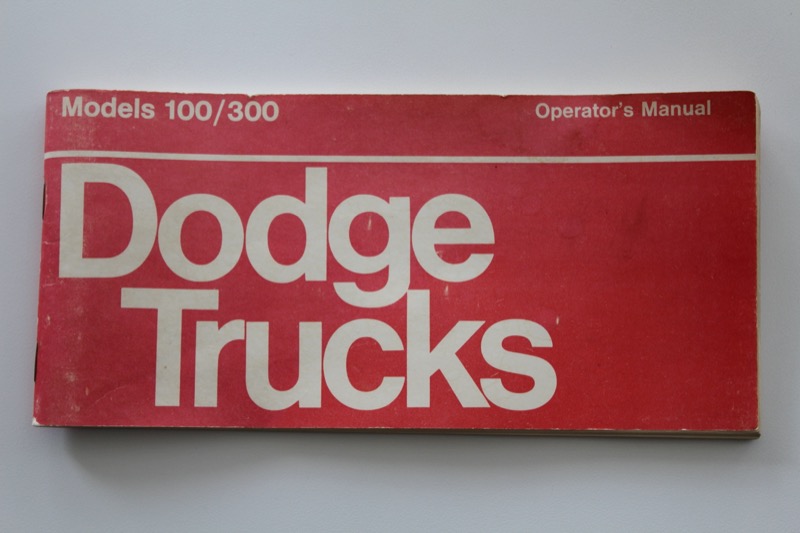 Models 100/300 Operator's Manual
Dodge
Trucks